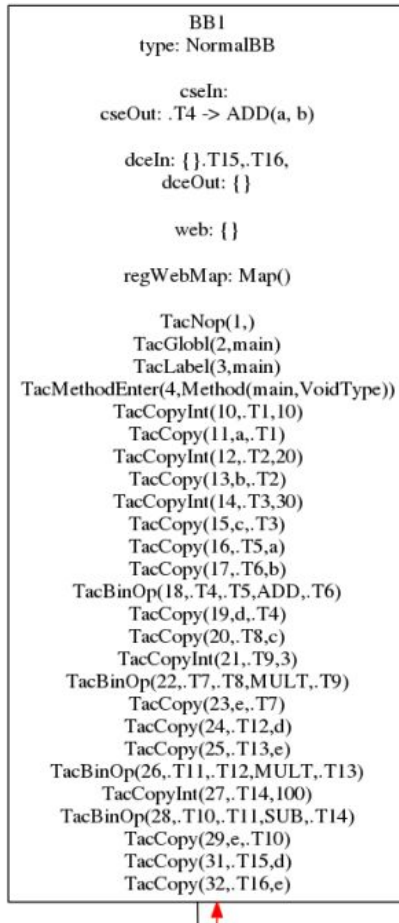 BB1
type: NormalBB
cseIn:
cseOut: .T4 -> ADD(a, b)
dceIn: {}.T15,.T16,
dceOut: {}
web: {}
regWebMap: Map()
TacNop(1,)
TacGlobl(2,main)
TacLabel(3,main)
TacMethodEnter(4,Method(main,VoidType))
TacCopyInt(10,.T1,10)
TacCopy(11,a,.T1)
TacCopyInt(12,.T2,20)
TacCopy(13,b,.T2)
TacCopyInt(14,.T3,30)
TacCopy(15,c,.T3)
TacCopy(16,.T5,a)
TacCopy(17,.T6,b)
TacBinOp(18,.T4,.T5,ADD,.T6)
TacCopy(19,d,.T4)
TacCopy(20,.T8,c)
TacCopyInt(21,.T9,3)
TacBinOp(22,.T7,.T8,MULT,.T9)
TacCopy(23,e,.T7)
TacCopy(24,.T12,d)
TacCopy(25,.T13,e)
TacBinOp(26,.T11,.T12,MULT,.T13)
TacCopyInt(27,.T14,100)
TacBinOp(28,.T10,.T11,SUB,.T14)
TacCopy(29,e,.T10)
TacCopy(31,.T15,d)
TacCopy(32,.T16,e)